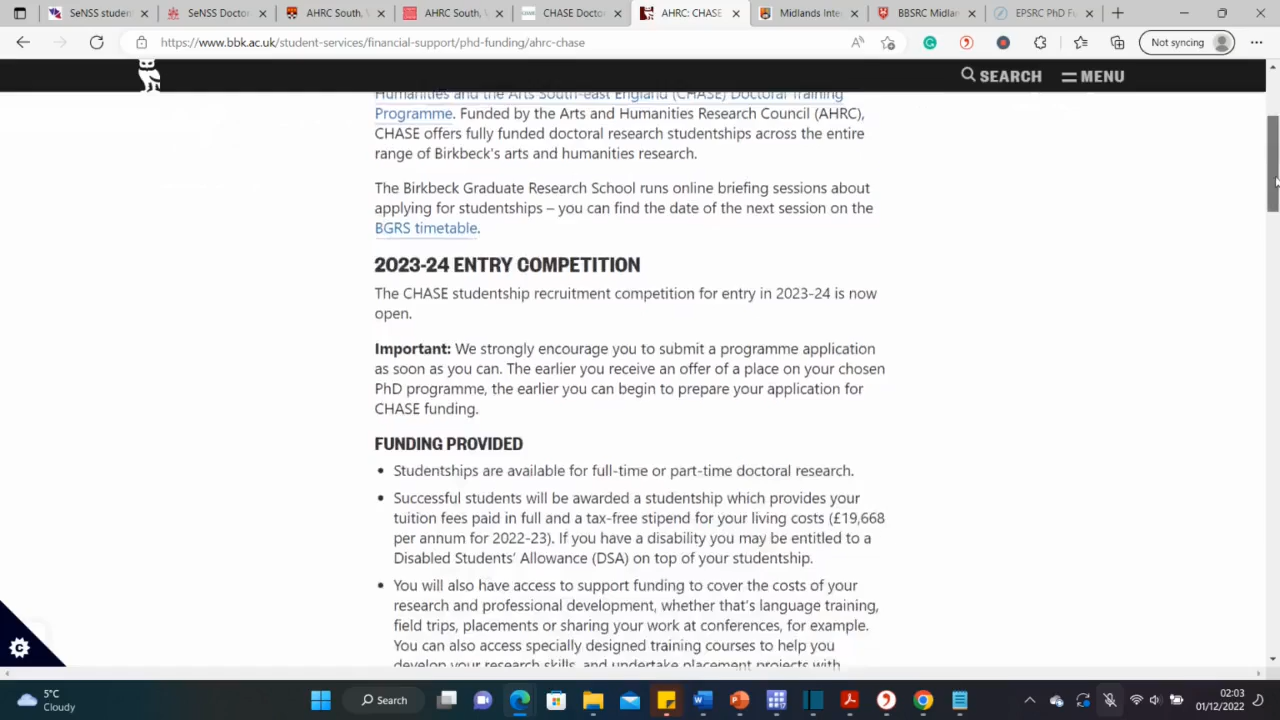 SeNSS studen
SeNSS Doctor
AHRC South, V
AHRC South, V
CHASE Doctor
AHRC: CHASE
Midlands Inte
BBSRC Midlan
EPSRC PhD Fu
https://www.bbk.ac.uk/student-services/financial-support/phd-funding/ahrc-chase
Not syncing
SEARCH
MENU
Humanities and the Arts South-east England (CHASE) Doctoral Training
Programme. Funded by the Arts and Humanities Research Council (AHRC),
CHASE offers fully funded doctoral research studentships across the entire
range of Birkbeck's arts and humanities research.
The Birkbeck Graduate Research School runs online briefing sessions about
applying for studentships – you can find the date of the next session on the
BGRS timetable.
2023-24 ENTRY COMPETITION
The CHASE studentship recruitment competition for entry in 2023-24 is now
open.
Important: We strongly encourage you to submit a programme application
as soon as you can. The earlier you receive an offer of a place on your chosen
PhD programme, the earlier you can begin to prepare your application for
CHASE funding.
FUNDING PROVIDED
• Studentships are available for full-time or part-time doctoral research.
• Successful students will be awarded a studentship which provides your
tuition fees paid in full and a tax-free stipend for your living costs (£19,668
per annum for 2022-23). If you have a disability you may be entitled to a
Disabled Students' Allowance (DSA) on top of your studentship.
• You will also have access to support funding to cover the costs of your
research and professional development, whether that's language training,
field trips, placements or sharing your work at conferences, for example.
You can also access specially designed training courses to help you
develop your research skills, and undertake placement projects with
5°C
Cloudy
Search
02:03
01/12/2022